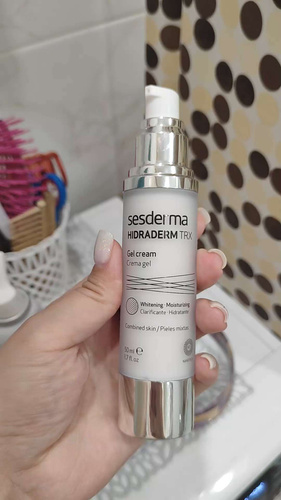 sesderma
HIDRADERM TRX
Gel cream
Crema gel
Whitening · Moisturizing
Clarificante · Hidratante
Combined skin / Pieles mixtas